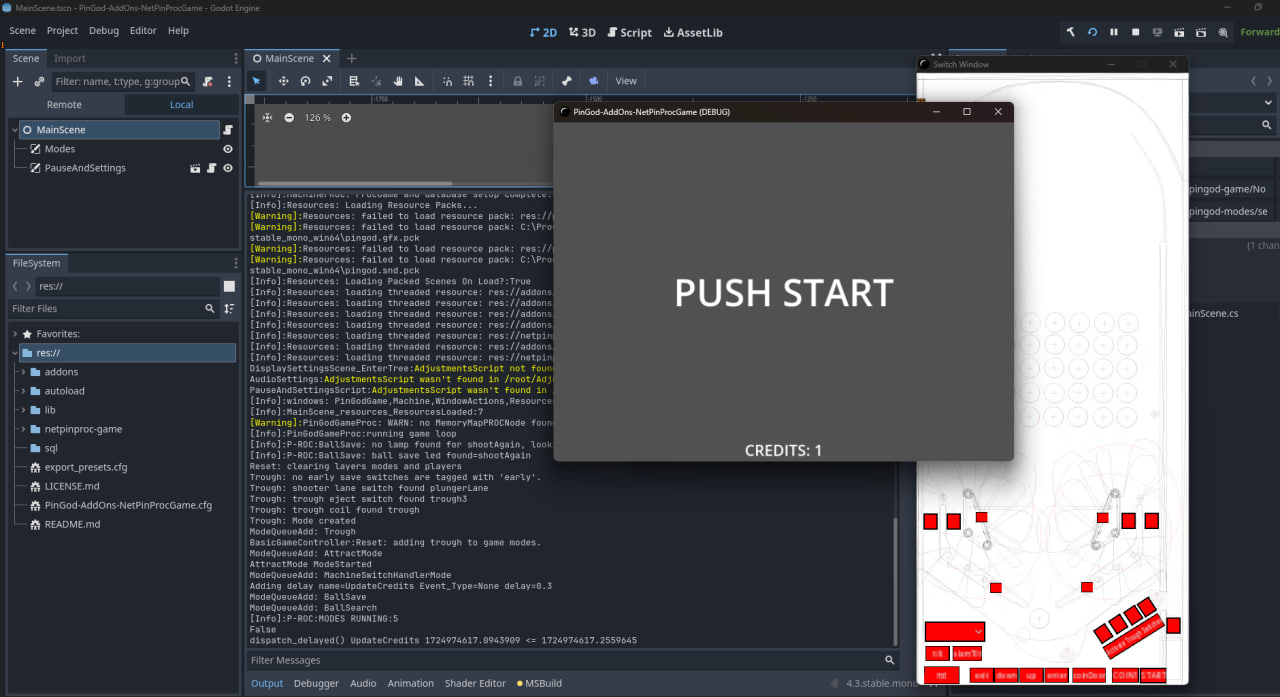 MainScene.tscn - PinGod-AddOns-NetPinProcGame - Godot Engine
Scene Project Debug Editor Help
2D 3D Script AssetLib
Forward
Scene Import
Filter: name, t:type, g:group
Remote Local
MainScene
Modes
PauseAndSettings
FileSystem
res://
Filter Files
Favorites:
res://
addons
autoload
lib
netpinproc-game
sql
export_presets.cfg
LICENSE.md
PinGod-AddOns-NetPinProcGame.cfg
README.md
MainScene
View
-1750 -1500 -1250
126 %
[Info]:MachinePROC: ProcGame and database setup complete.
[Info]:Resources: Loading Resource Packs...
[Warning]:Resources: failed to load resource pack: res://
[Warning]:Resources: failed to load resource pack: C:\Pro
stable_mono_win64\pingod.gfx.pck
[Warning]:Resources: failed to load resource pack: res://
[Warning]:Resources: failed to load resource pack: C:\Pro
stable_mono_win64\pingod.snd.pck
[Info]:Resources: Loading Packed Scenes On Load?:True
[Info]:Resources: loading threaded resource: res://addons/
[Info]:Resources: loading threaded resource: res://addons/
[Info]:Resources: loading threaded resource: res://addons/
[Info]:Resources: loading threaded resource: res://addons/
[Info]:Resources: loading threaded resource: res://netpin
[Info]:Resources: loading threaded resource: res://addons/
[Info]:Resources: loading threaded resource: res://netpin
DisplaySettingsScene_EnterTree:AdjustmentsScript not foun
AudioSettings:AdjustmentsScript wasn't found in /root/Adj
PauseAndSettingsScript:AdjustmentsScript wasn't found in
[Info]:windows: PinGodGame,Machine,WindowActions,Resources
[Info]:MainScene_resources_ResourcesLoaded:7
[Warning]:PinGodGameProc: WARN: no MemoryMapPROCNode foun
[Info]:PinGodGameProc:running game loop
[Info]:P-ROC:BallSave: no lamp found for shootAgain, look
[Info]:P-ROC:BallSave: ball save led found=shootAgain
Reset: clearing layers modes and players
Trough: no early save switches are tagged with 'early'.
Trough: shooter lane switch found plungerLane
Trough: trough eject switch found trough3
Trough: trough coil found trough
Trough: Mode created
ModeQueueAdd: Trough
BasicGameController:Reset: adding trough to game modes.
ModeQueueAdd: AttractMode
AttractMode ModeStarted
ModeQueueAdd: MachineSwitchHandlerMode
Adding delay name=UpdateCredits Event_Type=None delay=0.3
ModeQueueAdd: BallSave
ModeQueueAdd: BallSearch
[Info]:P-ROC:MODES RUNNING:5
False
dispatch_delayed() UpdateCredits 1724974617.0943909 <= 1724974617.2559645
Filter Messages
Output Debugger Audio Animation Shader Editor MSBuild
4.3.stable.mono
PinGod-AddOns-NetPinProcGame (DEBUG)
PUSH START
CREDITS: 1
Switch Window
exit down up enter coinDoor COIN1 START
pingod-game/No
pingod-modes/se
(1 chan
ainScene.cs